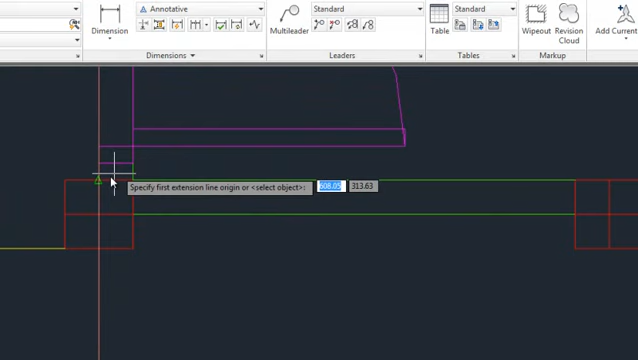 Annotative
Standard
Standard
Dimension
Multileader
Table
Wipeout
Revision
Cloud
Add Current
Dimensions
Leaders
Tables
Markup
Specify first extension line origin or <select object>:
608.05
313.63